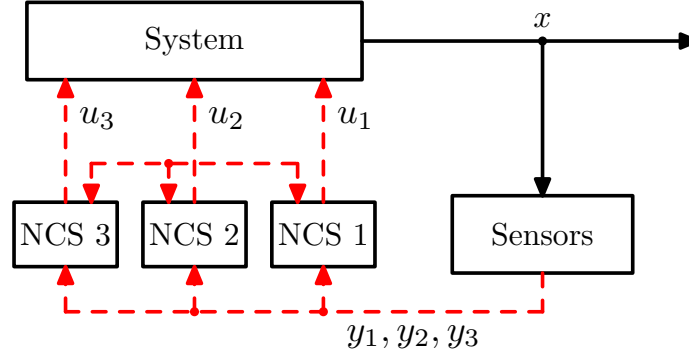 x
System
u₃ u₂ u₁
NCS 3 NCS 2 NCS 1 Sensors
y₁, y₂, y₃